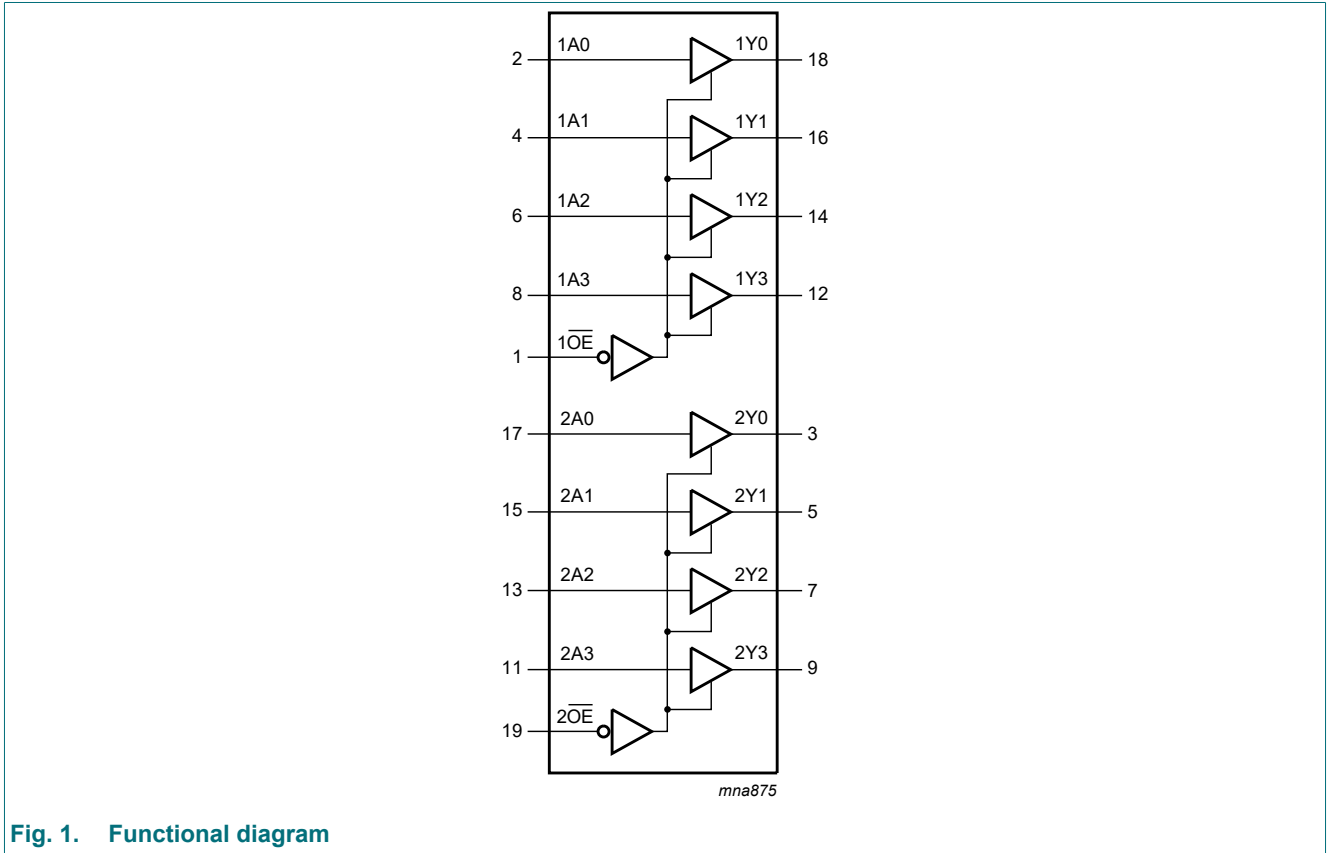 1A0 1Y0
2 18
1A1 1Y1
4 16
1A2 1Y2
6 14
1A3 1Y3
8 12
1O̅E̅
1
2A0 2Y0
17 3
2A1 2Y1
15 5
2A2 2Y2
13 7
2A3 2Y3
11 9
2O̅E̅
19
mna875
Fig. 1. Functional diagram